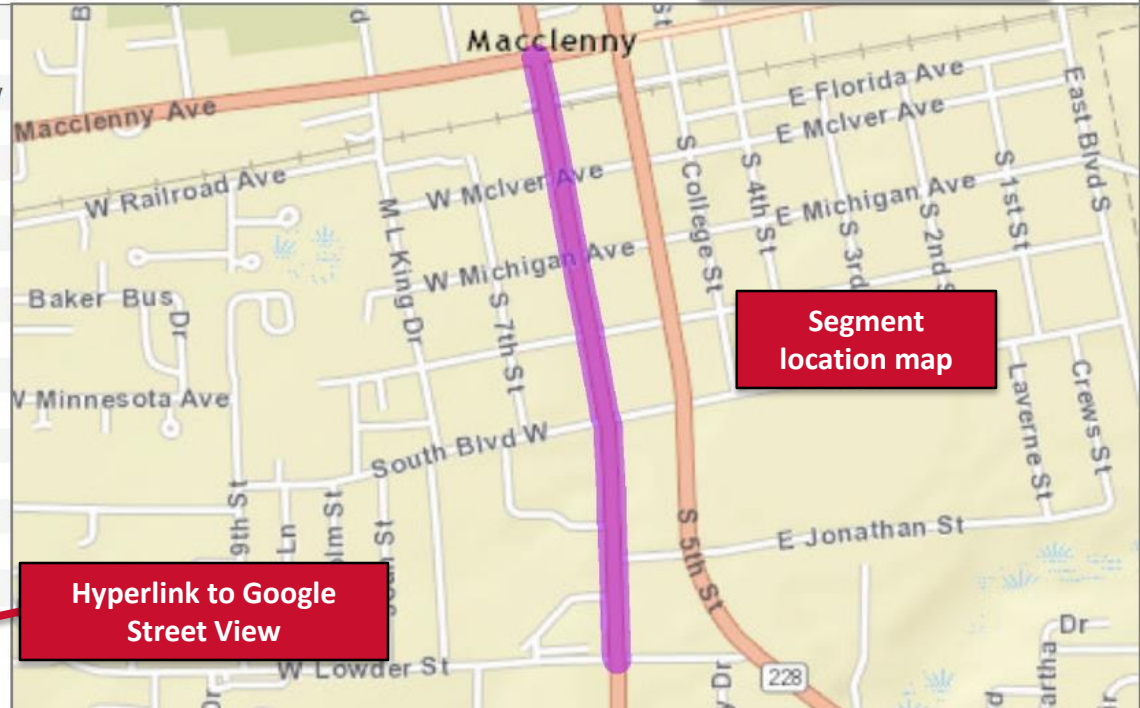 Macclenny
Macclenny Ave
E Florida Ave
E McIver Ave
East Blvd S
W Railroad Ave
W McIver Ave
S College St
S 4th St
E Michigan Ave
S 1st St
M L King Dr
W Michigan Ave
S 3rd
S 2nd S
Baker Bus
Dr
S 7th St
Segment
location map
W Minnesota Ave
Laverne St
Crews St
South Blvd W
9th St
Ln
S 5th St
E Jonathan St
Hyperlink to Google
Street View
W Lowder St
228
Dr
Dr